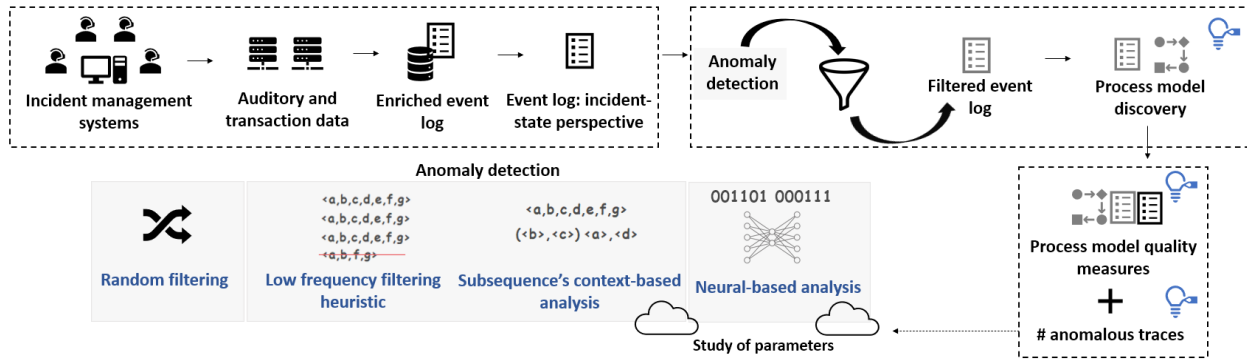 Incident management
systems
Auditory and
transaction data
Enriched event
log
Event log: incident-
state perspective
Anomaly
detection
Filtered event
log
Process model
discovery
Anomaly detection
Random filtering
<a,b,c,d,e,f,g>
<a,b,c,d,e,f,g>
<a,b,c,d,e,f,g>
<a,b,f,g>
Low frequency filtering
heuristic
<a,b,c,d,e,f,g>
(<b>,<c>) <a>,<d>
Subsequence's context-based
analysis
001101 000111
Neural-based analysis
Study of parameters
Process model quality
measures
+
# anomalous traces